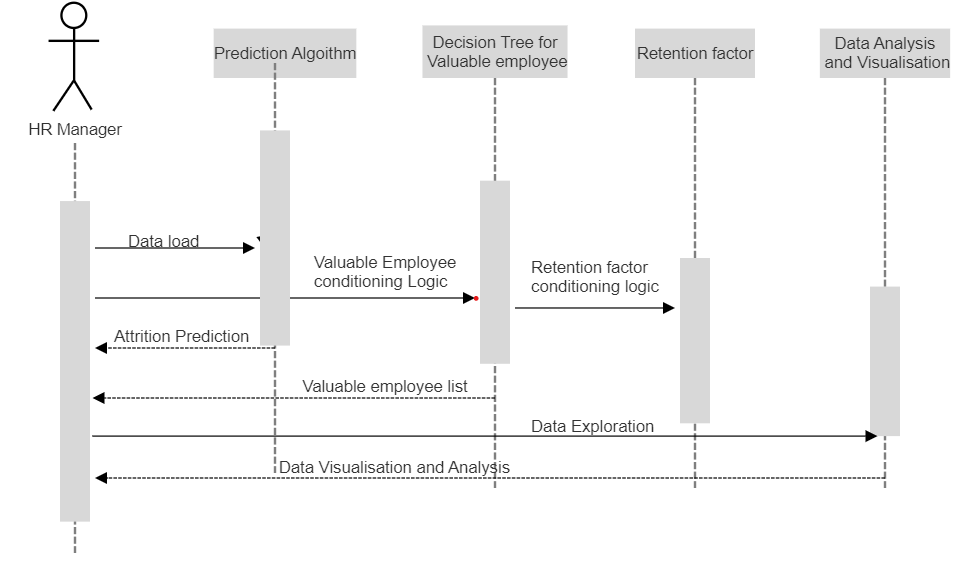 HR Manager
Prediction Algoithm
Decision Tree for
Valuable employee
Retention factor
Data Analysis
and Visualisation
Data load
Valuable Employee
conditioning Logic
Retention factor
conditioning logic
Attrition Prediction
Valuable employee list
Data Exploration
Data Visualisation and Analysis